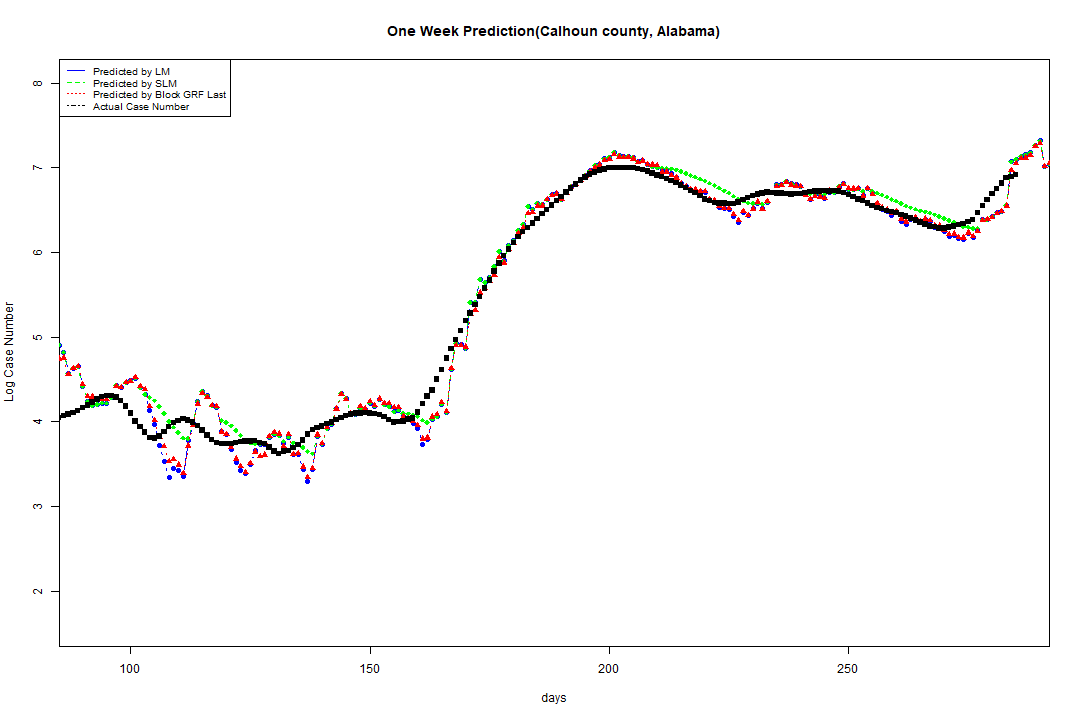 One Week Prediction(Calhoun county, Alabama)
Predicted by LM
Predicted by SLM
Predicted by Block GRF Last
Actual Case Number
8
7
6
5
4
3
2
Log Case Number
100 150 200 250
days